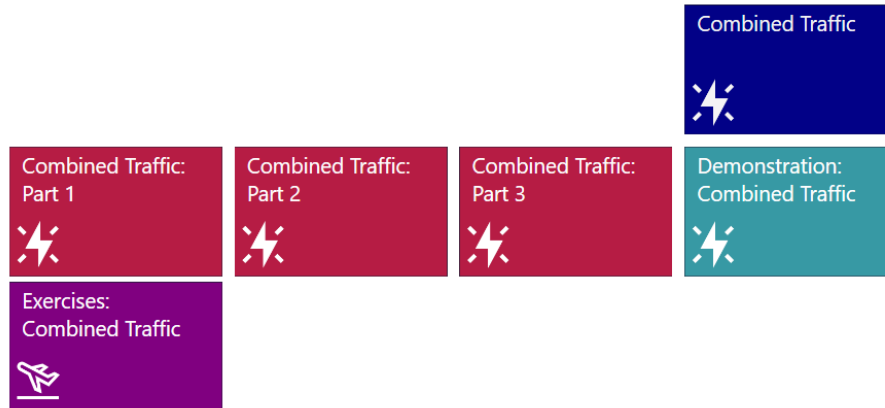 Combined Traffic
Combined Traffic:
Part 1
Combined Traffic:
Part 2
Combined Traffic:
Part 3
Demonstration:
Combined Traffic
Exercises:
Combined Traffic